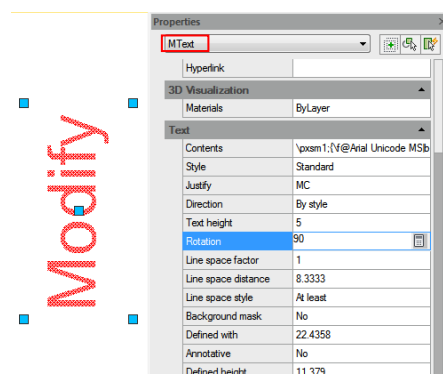 Modify
Properties
MText
Hyperlink
3D Visualization
Materials ByLayer
Text
Contents \pxsm1;{\f@Arial Unicode MS|b
Style Standard
Justify MC
Direction By style
Text height 5
Rotation 90
Line space factor 1
Line space distance 8.3333
Line space style At least
Background mask No
Defined with 22.4358
Annotative No
Defined height 11.379